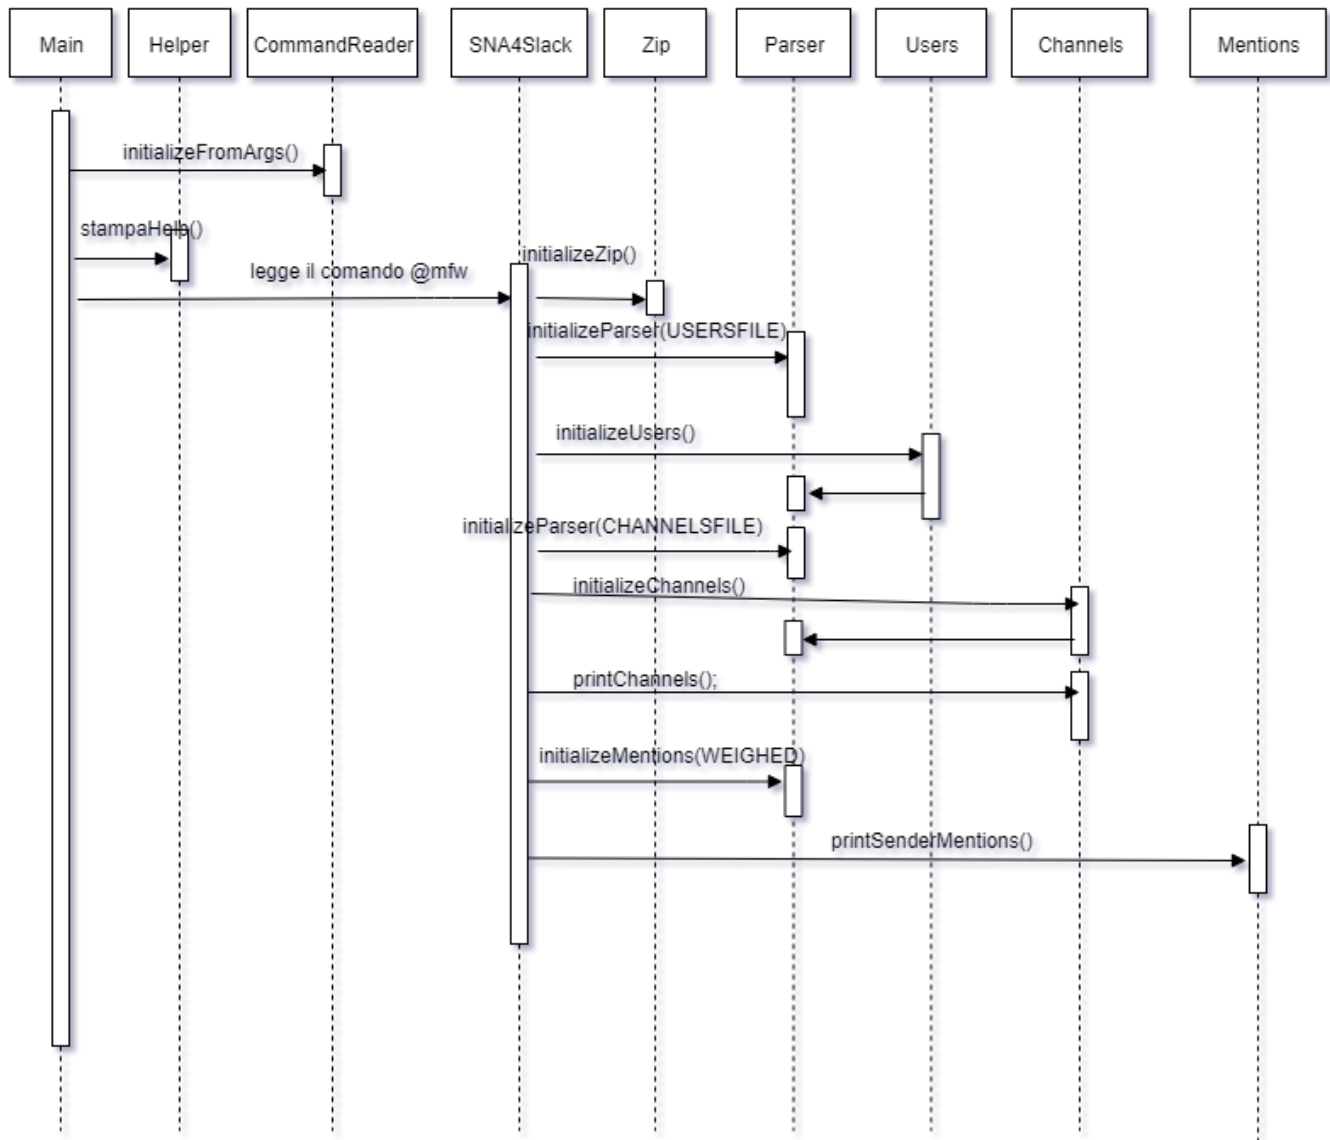 Main
Helper
CommandReader
SNA4Slack
Zip
Parser
Users
Channels
Mentions
initializeFromArgs()
stampaHelp()
initializeZip()
legge il comando @mfw
initializeParser(USERSFILE)
initializeUsers()
initializeParser(CHANNELSFILE)
initializeChannels()
printChannels();
initializeMentions(WEIGHED)
printSenderMentions()